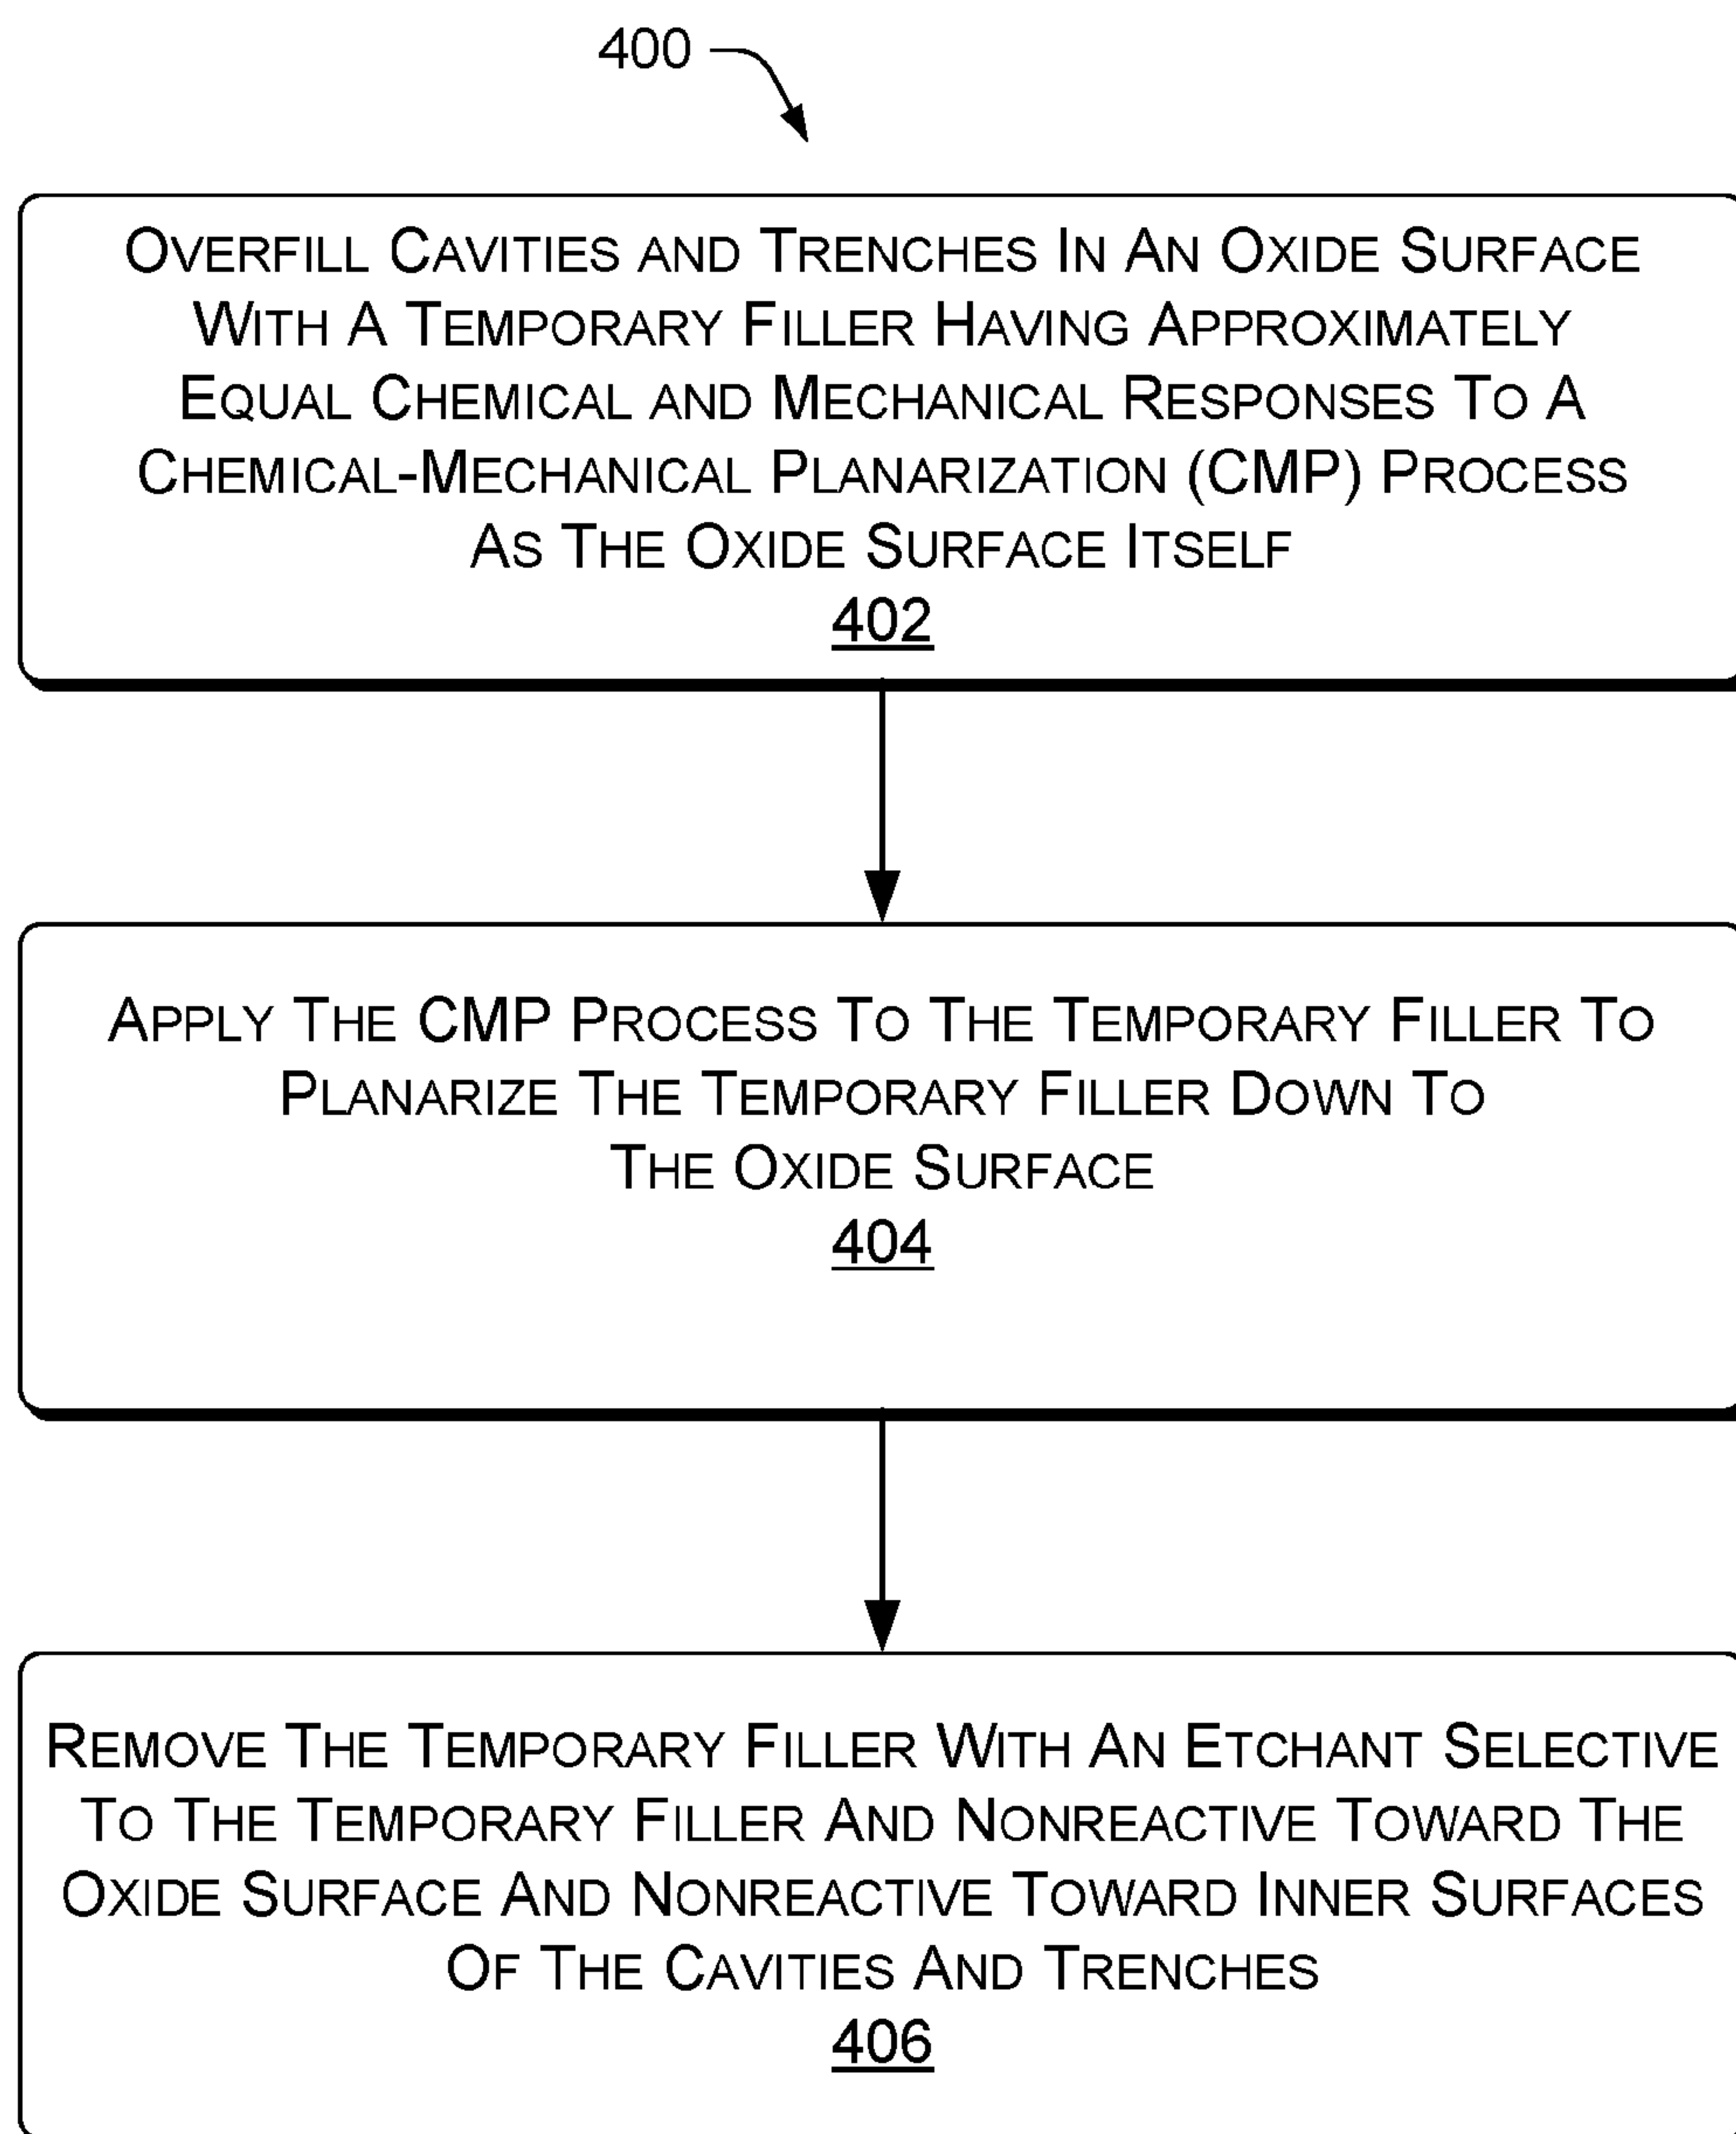 400
OVERFILL CAVITIES AND TRENCHES IN AN OXIDE SURFACE
WITH A TEMPORARY FILLER HAVING APPROXIMATELY
EQUAL CHEMICAL AND MECHANICAL RESPONSES TO A
CHEMICAL-MECHANICAL PLANARIZATION (CMP) PROCESS
AS THE OXIDE SURFACE ITSELF
402
APPLY THE CMP PROCESS TO THE TEMPORARY FILLER TO
PLANARIZE THE TEMPORARY FILLER DOWN TO
THE OXIDE SURFACE
404
REMOVE THE TEMPORARY FILLER WITH AN ETCHANT SELECTIVE
TO THE TEMPORARY FILLER AND NONREACTIVE TOWARD THE
OXIDE SURFACE AND NONREACTIVE TOWARD INNER SURFACES
OF THE CAVITIES AND TRENCHES
406